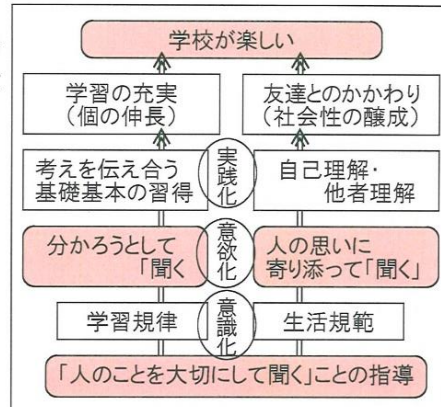 学校が楽しい
学習の充実
(個の伸長)
友達とのかかわり
(社会性の醸成)
実践化
考えを伝え合う
基礎基本の習得
自己理解・
他者理解
意欲化
分かろうとして
「聞く
人の思いに
寄り添って「聞く」
意識化
学習規律
生活規範
「人のことを大切にして聞く」ことの指導